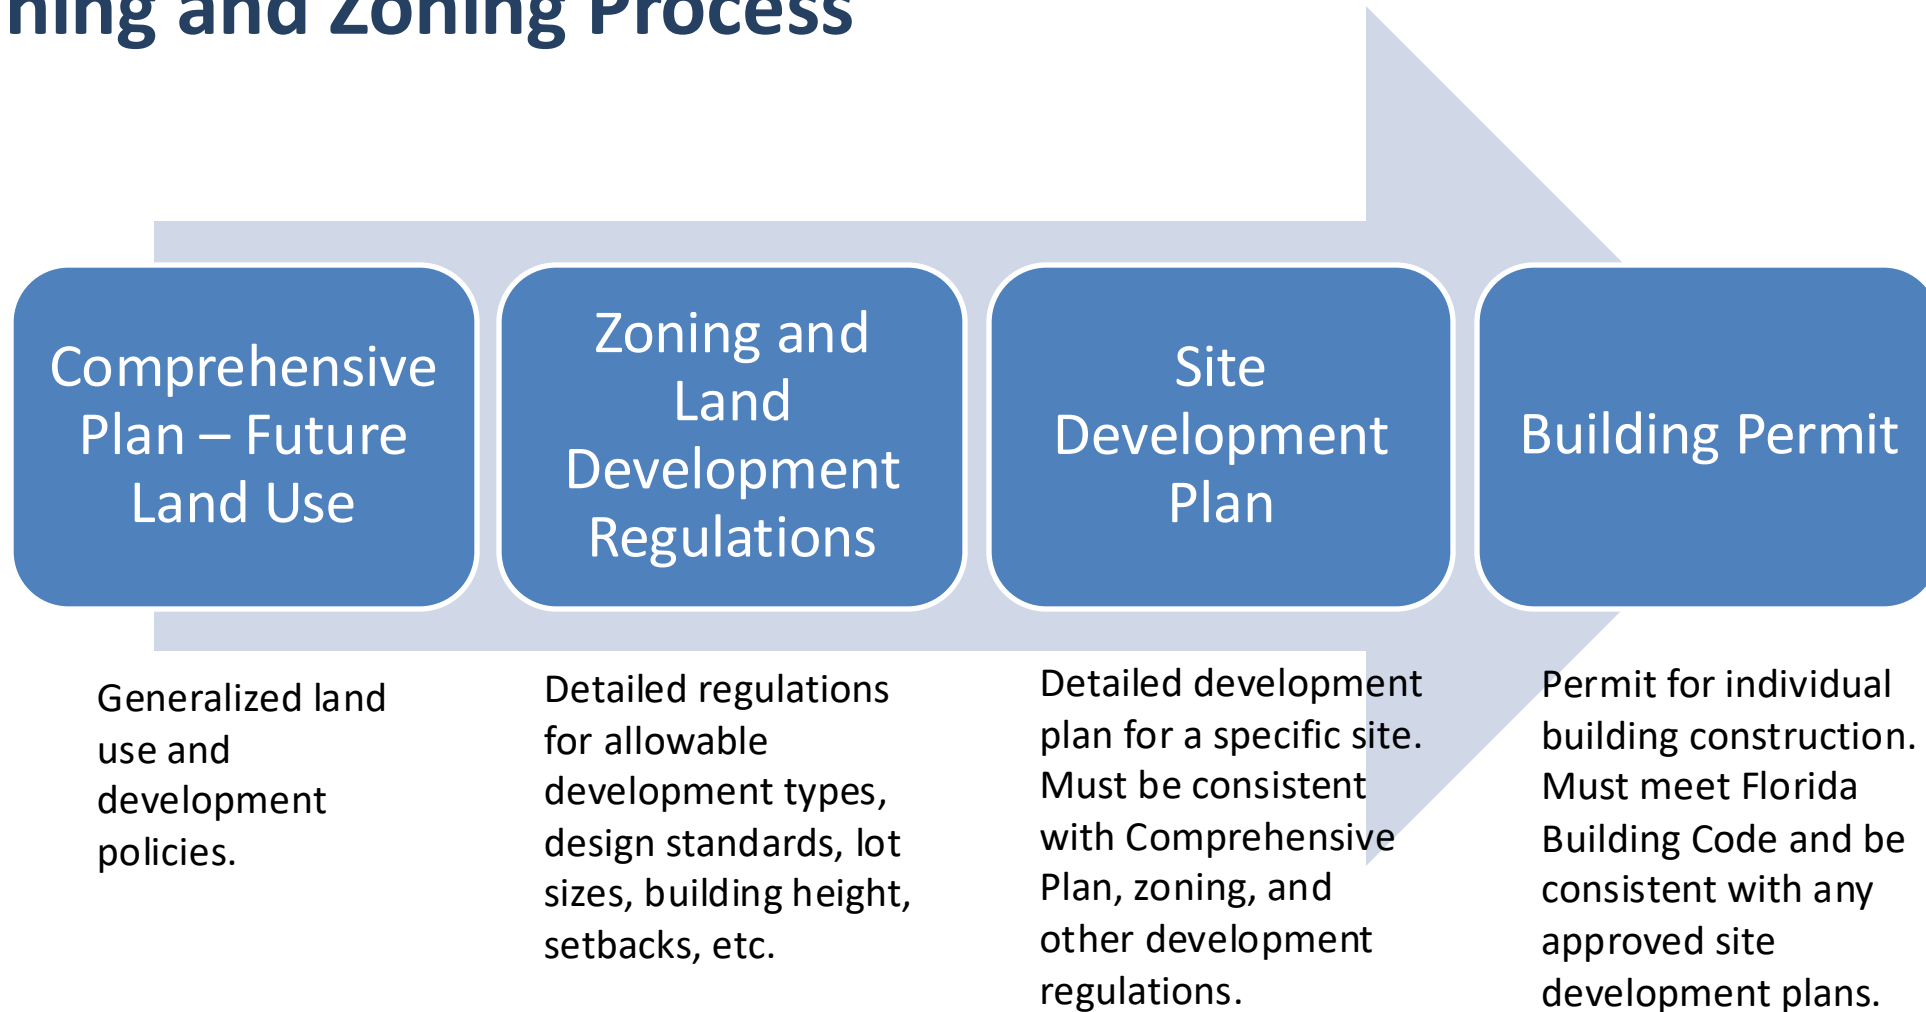 ning and Zoning Process
Comprehensive
Plan – Future
Land Use
Zoning and
Land
Development
Regulations
Site
Development
Plan
Building Permit
Generalized land
use and
development
policies.
Detailed regulations
for allowable
development types,
design standards, lot
sizes, building height,
setbacks, etc.
Detailed development
plan for a specific site.
Must be consistent
with Comprehensive
Plan, zoning, and
other development
regulations.
Permit for individual
building construction.
Must meet Florida
Building Code and be
consistent with any
approved site
development plans.